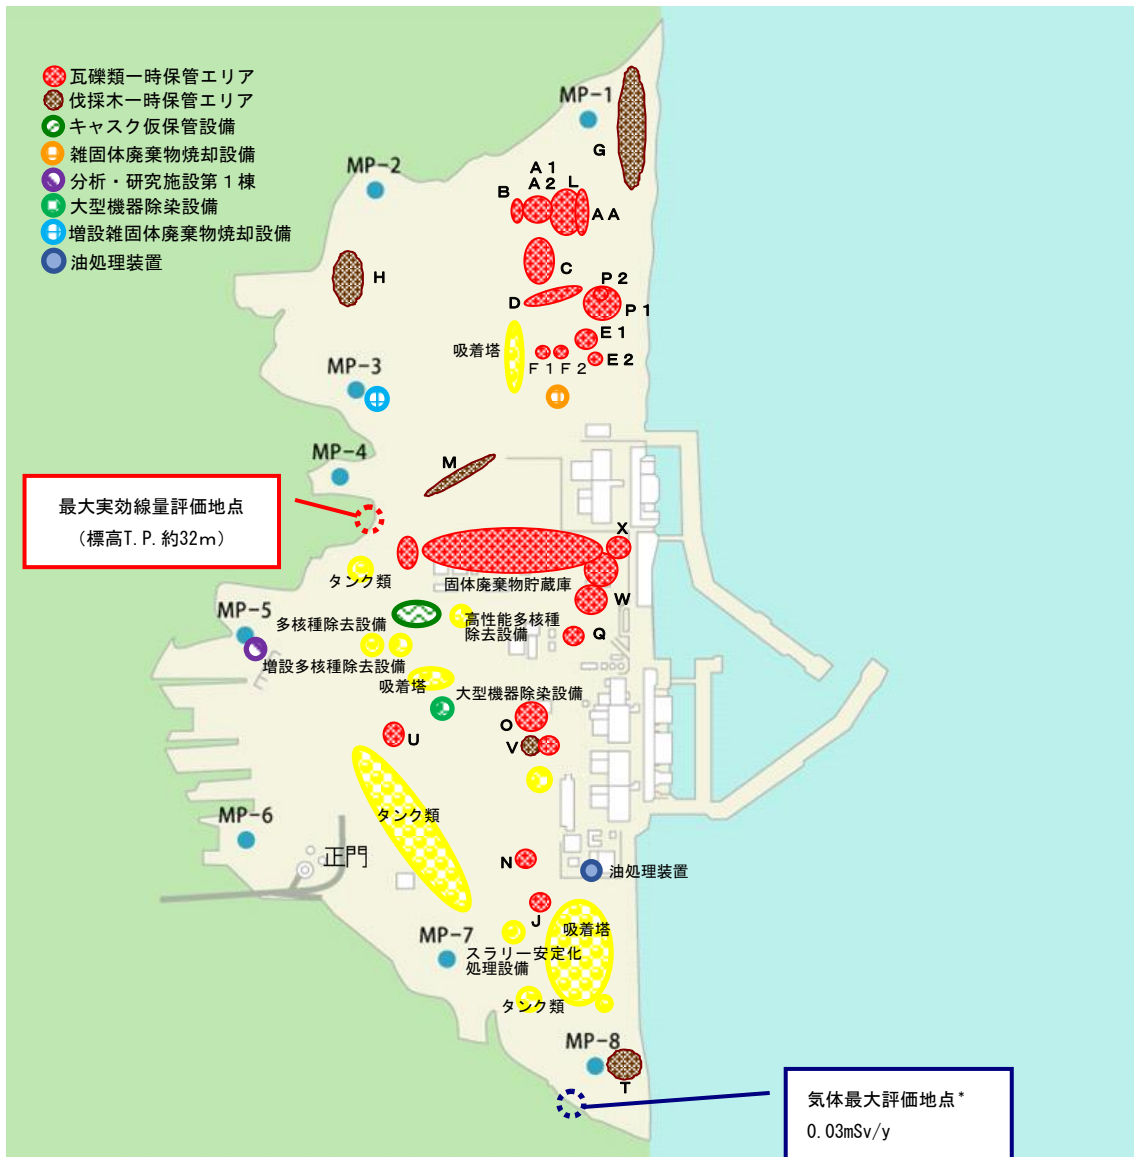 瓦礫類一時保管エリア
伐採木一時保管エリア
キャスク仮保管設備
雑固体廃棄物焼却設備
分析・研究施設第1棟
大型機器除染設備
増設雑固体廃棄物焼却設備
油処理装置
MP-1
G
MP-2
A1
A2
L
B
AA
H
C
P2
D
P1
E1
吸着塔
F1
F2
E2
MP-3
MP-4
M
最大実効線量評価地点
(標高T.P.約32m)
X
タンク類
固体廃棄物貯蔵庫
W
MP-5
多核種除去設備
高性能多核種
除去設備
Q
増設多核種除去設備
吸着塔
大型機器除染設備
O
U
V
タンク類
MP-6
正門
N
油処理装置
J
吸着塔
MP-7
スラリー安定化
処理設備
タンク類
MP-8
T
気体最大評価地点*
0.03mSv/y